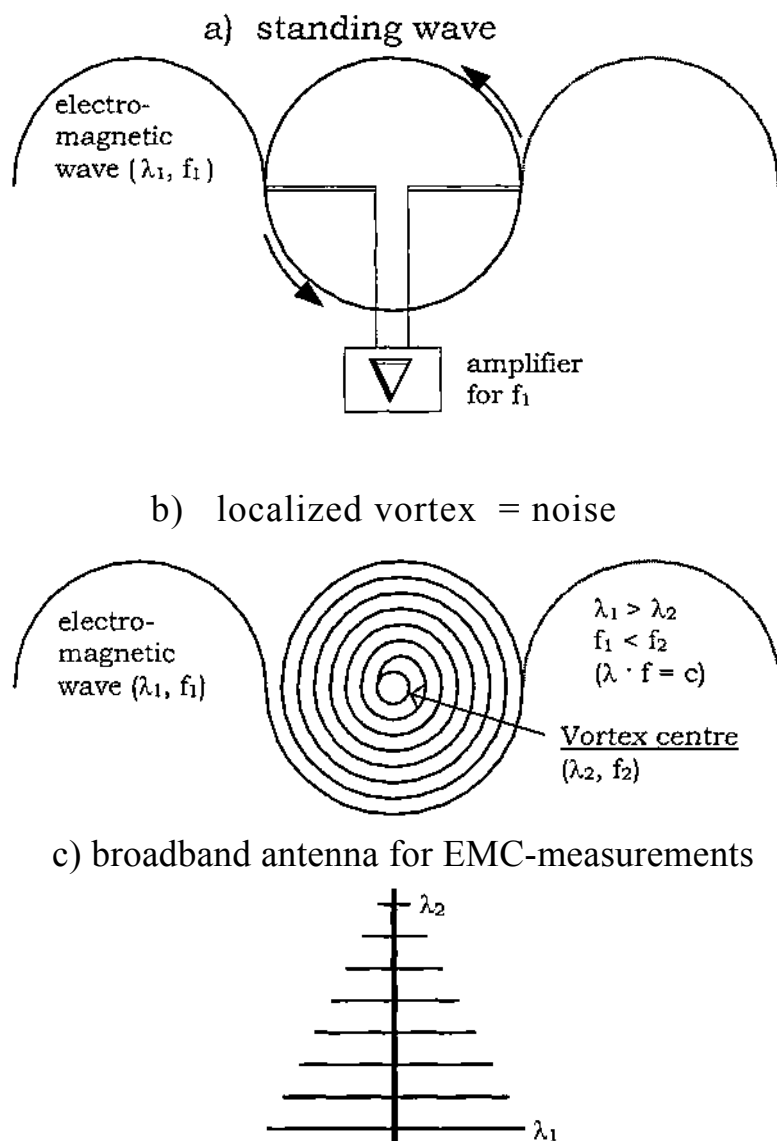 a) standing wave
electro-
magnetic
wave (λ1, f1)
amplifier
for f1
b) localized vortex = noise
electro-
magnetic
wave (λ1, f1)
λ1 > λ2
f1 < f2
(λ · f = c)
Vortex centre
(λ2, f2)
c) broadband antenna for EMC-measurements
λ2
λ1